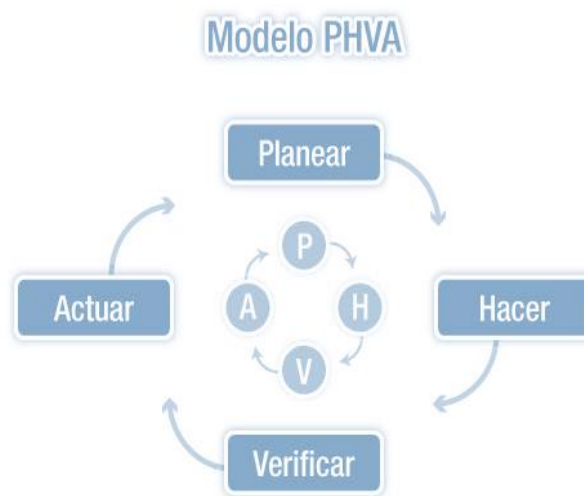 Modelo PHVA
Planear
P
Actuar
A
H
Hacer
V
Verificar